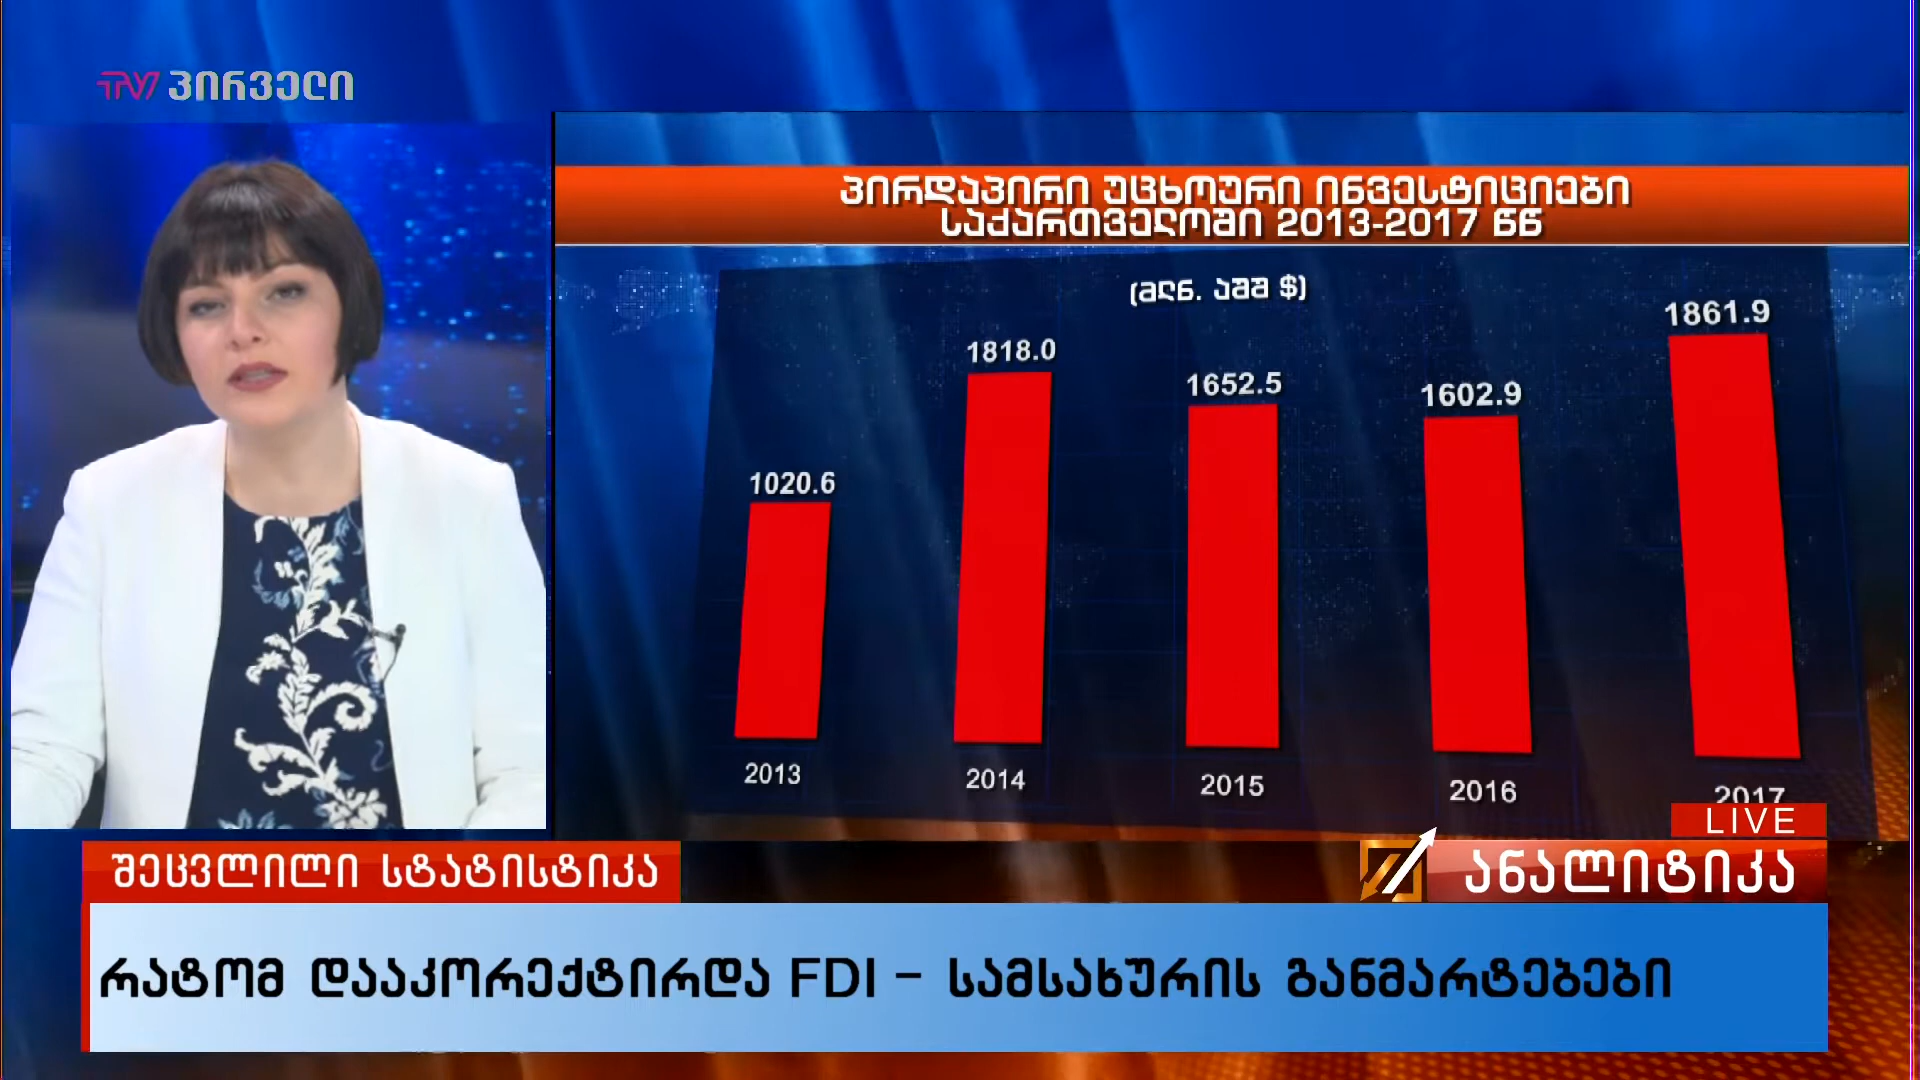 TV ᲞᲘᲠᲕᲔᲚᲘ
ᲞᲘᲠᲓᲐᲞᲘᲠᲘ ᲣᲪᲮᲝᲣᲠᲘ ᲘᲜᲕᲔᲡᲢᲘᲪᲘᲔᲑᲘ
ᲡᲐᲥᲐᲠᲗᲕᲔᲚᲝᲨᲘ 2013-2017 ᲬᲬ
(ᲛᲚᲜ. ᲐᲨᲨ $)
1020.6
1818.0
1652.5
1602.9
1861.9
2013
2014
2015
2016
2017
LIVE
ᲨᲔᲪᲕᲚᲘᲚᲘ ᲡᲢᲐᲢᲘᲡᲢᲘᲙᲐ
ᲐᲜᲐᲚᲘᲢᲘᲙᲐ
ᲠᲐᲢᲝᲛ ᲓᲐᲐᲙᲝᲠᲔᲥᲢᲘᲠᲓᲐ FDI – ᲡᲐᲛᲡᲐᲮᲣᲠᲘᲡ ᲒᲐᲜᲛᲐᲠᲢᲔᲑᲔᲑᲘ